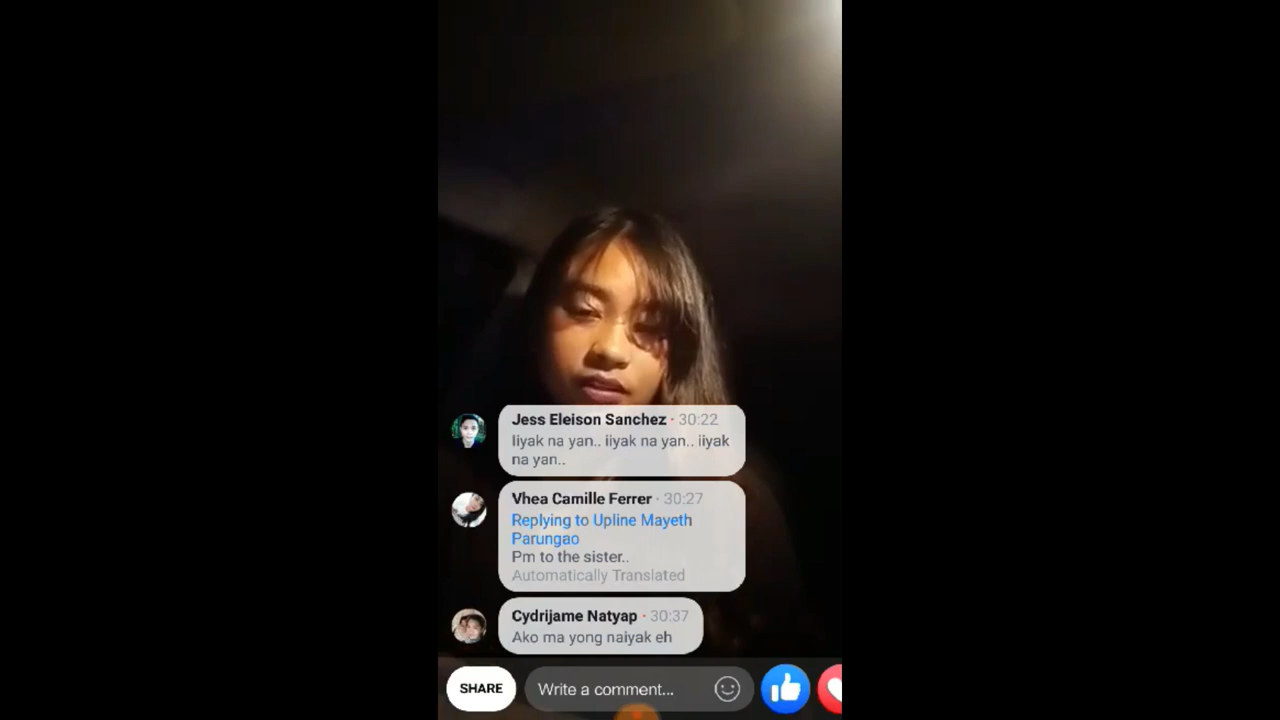 Jess Eleison Sanchez · 30:22
Iiyak na yan.. iiyak na yan.. iiyak
na yan..
Vhea Camille Ferrer · 30:27
Replying to Upline Mayeth
Parungao
Pm to the sister..
Automatically Translated
Cydrijame Natyap · 30:37
Ako ma yong naiyak eh
SHARE
Write a comment...